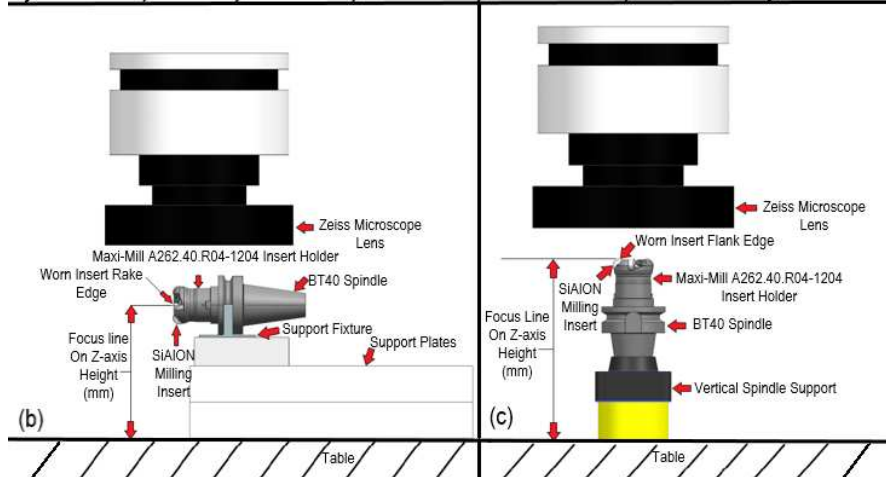 Zeiss Microscope
Lens
Maxi-Mill A262.40.R04-1204 Insert Holder
Worn Insert Rake
Edge
BT40 Spindle
Focus line
On Z-axis
Height
(mm)
SiAlON
Milling
Insert
Support Fixture
Support Plates
(b)
Table
Zeiss Microscope
Lens
Worn Insert Flank Edge
SiAlON
Milling
Insert
Maxi-Mill A262.40.R04-1204
Insert Holder
Focus Line
On Z-axis
Height
(mm)
BT40 Spindle
Vertical Spindle Support
(c)
Table